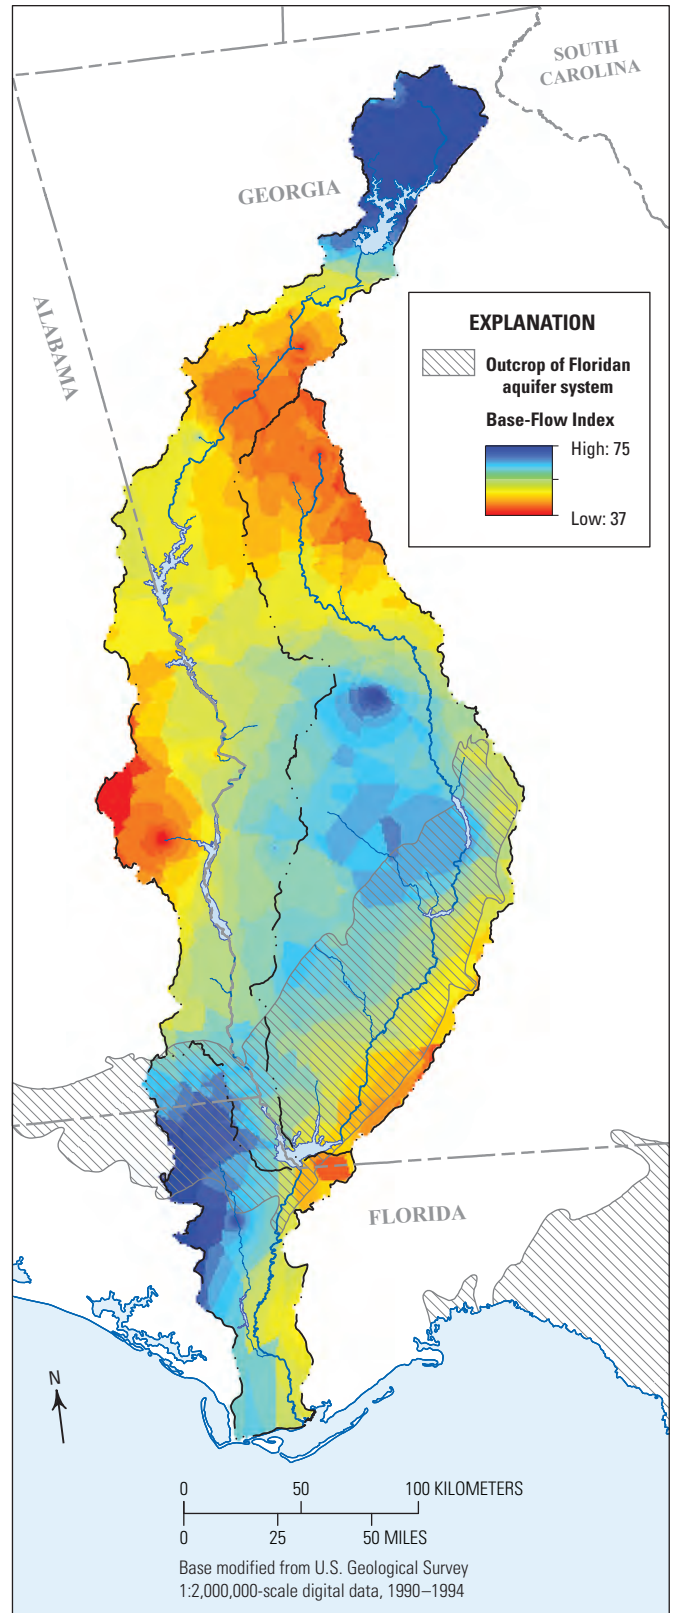 SOUTH
CAROLINA
GEORGIA
ALABAMA
EXPLANATION
Outcrop of Floridan
aquifer system
Base-Flow Index
High: 75
Low: 37
FLORIDA
N
0 50 100 KILOMETERS
0 25 50 MILES
Base modified from U.S. Geological Survey
1:2,000,000-scale digital data, 1990–1994